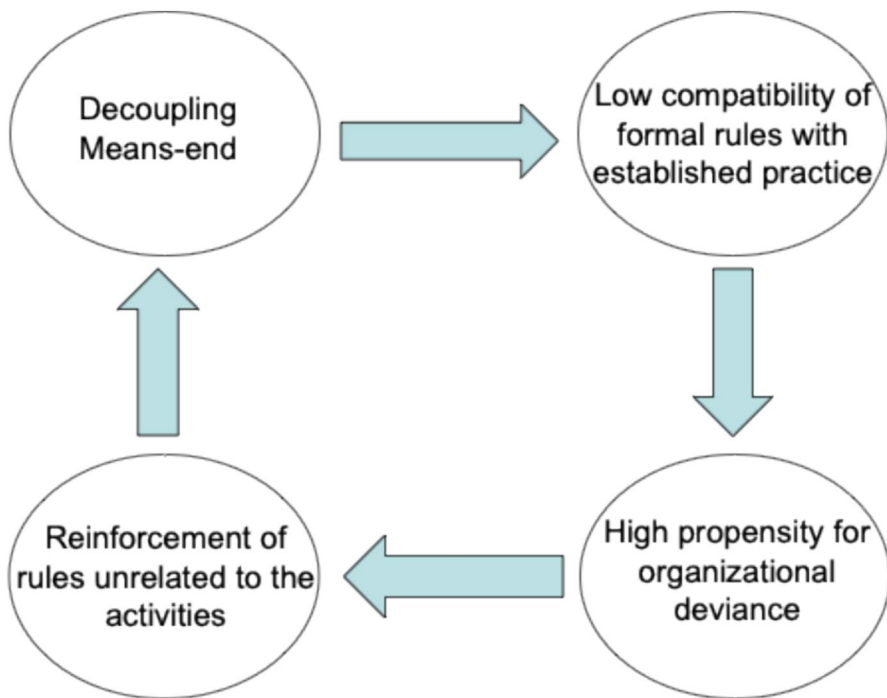 Decoupling
Means-end
Low compatibility of
formal rules with
established practice
High propensity for
organizational
deviance
Reinforcement of
rules unrelated to the
activities